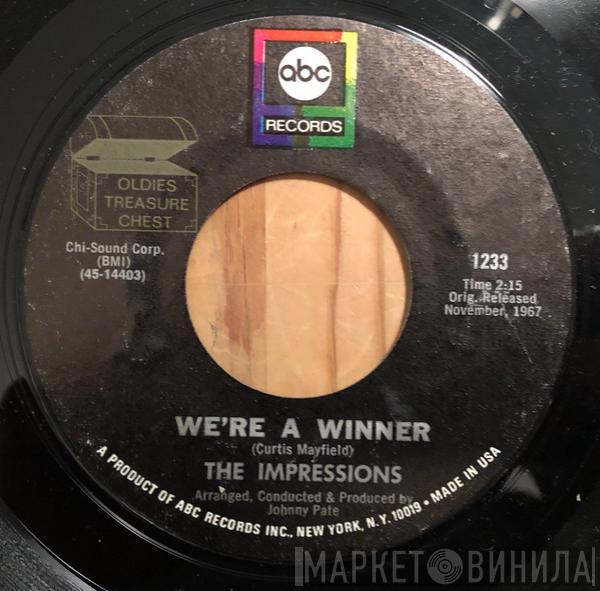 abc
RECORDS
OLDIES
TREASURE
CHEST
Chi-Sound Corp.
(BMI)
(45-14403)
1233
Time 2:15
Orig. Released
November, 1967
WE'RE A WINNER
(Curtis Mayfield)
THE IMPRESSIONS
Arranged, Conducted & Produced by
Johnny Pate
A PRODUCT OF ABC RECORDS INC., NEW YORK, N.Y. 10019 • MADE IN USA
МАРКЕТ ВИНИЛА